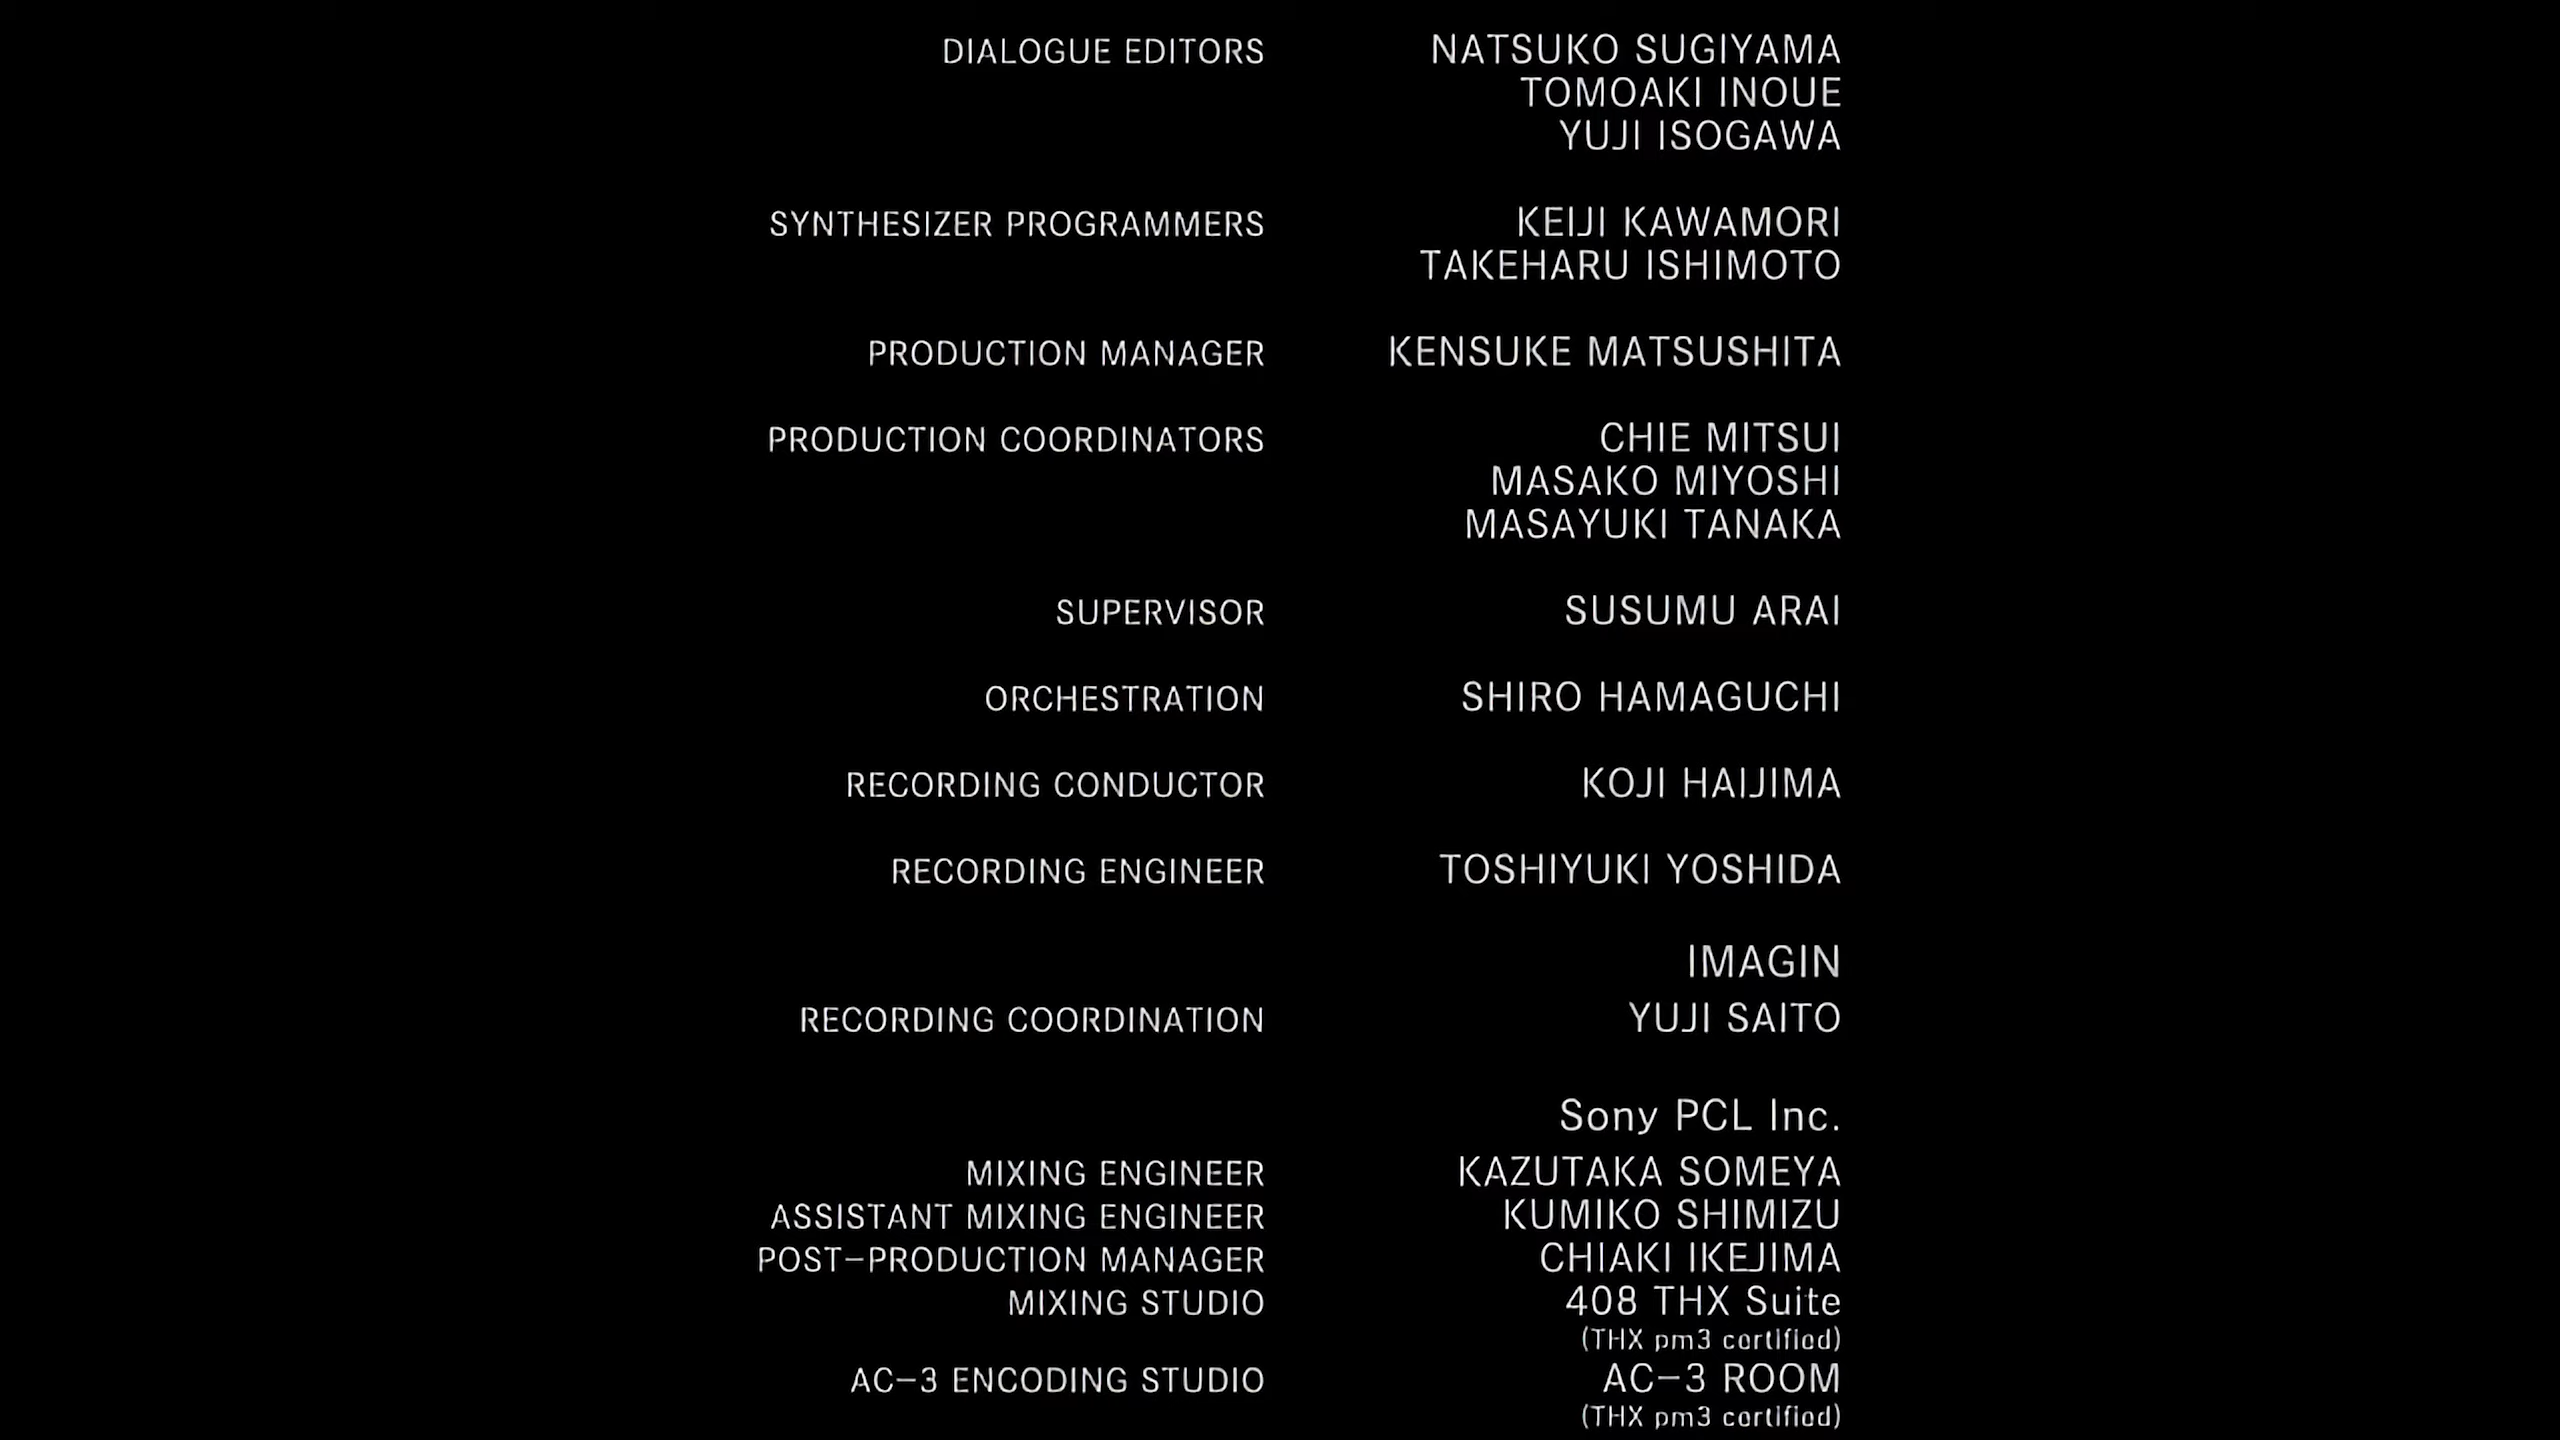 DIALOGUE EDITORS NATSUKO SUGIYAMA
TOMOAKI INOUE
YUJI ISOGAWA
SYNTHESIZER PROGRAMMERS KEIJI KAWAMORI
TAKEHARU ISHIMOTO
PRODUCTION MANAGER KENSUKE MATSUSHITA
PRODUCTION COORDINATORS CHIE MITSUI
MASAKO MIYOSHI
MASAYUKI TANAKA
SUPERVISOR SUSUMU ARAI
ORCHESTRATION SHIRO HAMAGUCHI
RECORDING CONDUCTOR KOJI HAIJIMA
RECORDING ENGINEER TOSHIYUKI YOSHIDA
IMAGIN
RECORDING COORDINATION YUJI SAITO
Sony PCL Inc.
MIXING ENGINEER KAZUTAKA SOMEYA
ASSISTANT MIXING ENGINEER KUMIKO SHIMIZU
POST-PRODUCTION MANAGER CHIAKI IKEJIMA
MIXING STUDIO 408 THX Suite
(THX pm3 certified)
AC-3 ENCODING STUDIO AC-3 ROOM
(THX pm3 certified)